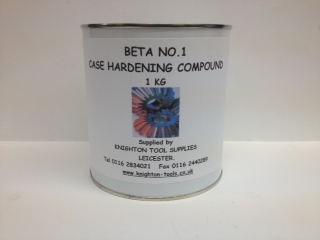 BETA NO.1
CASE HARDENING COMPOUND
1 KG
Supplied by
KNIGHTON TOOL SUPPLIES
LEICESTER.
Tel 0116 2834021 Fax 0116 2440289
www.knighton-tools.co.uk